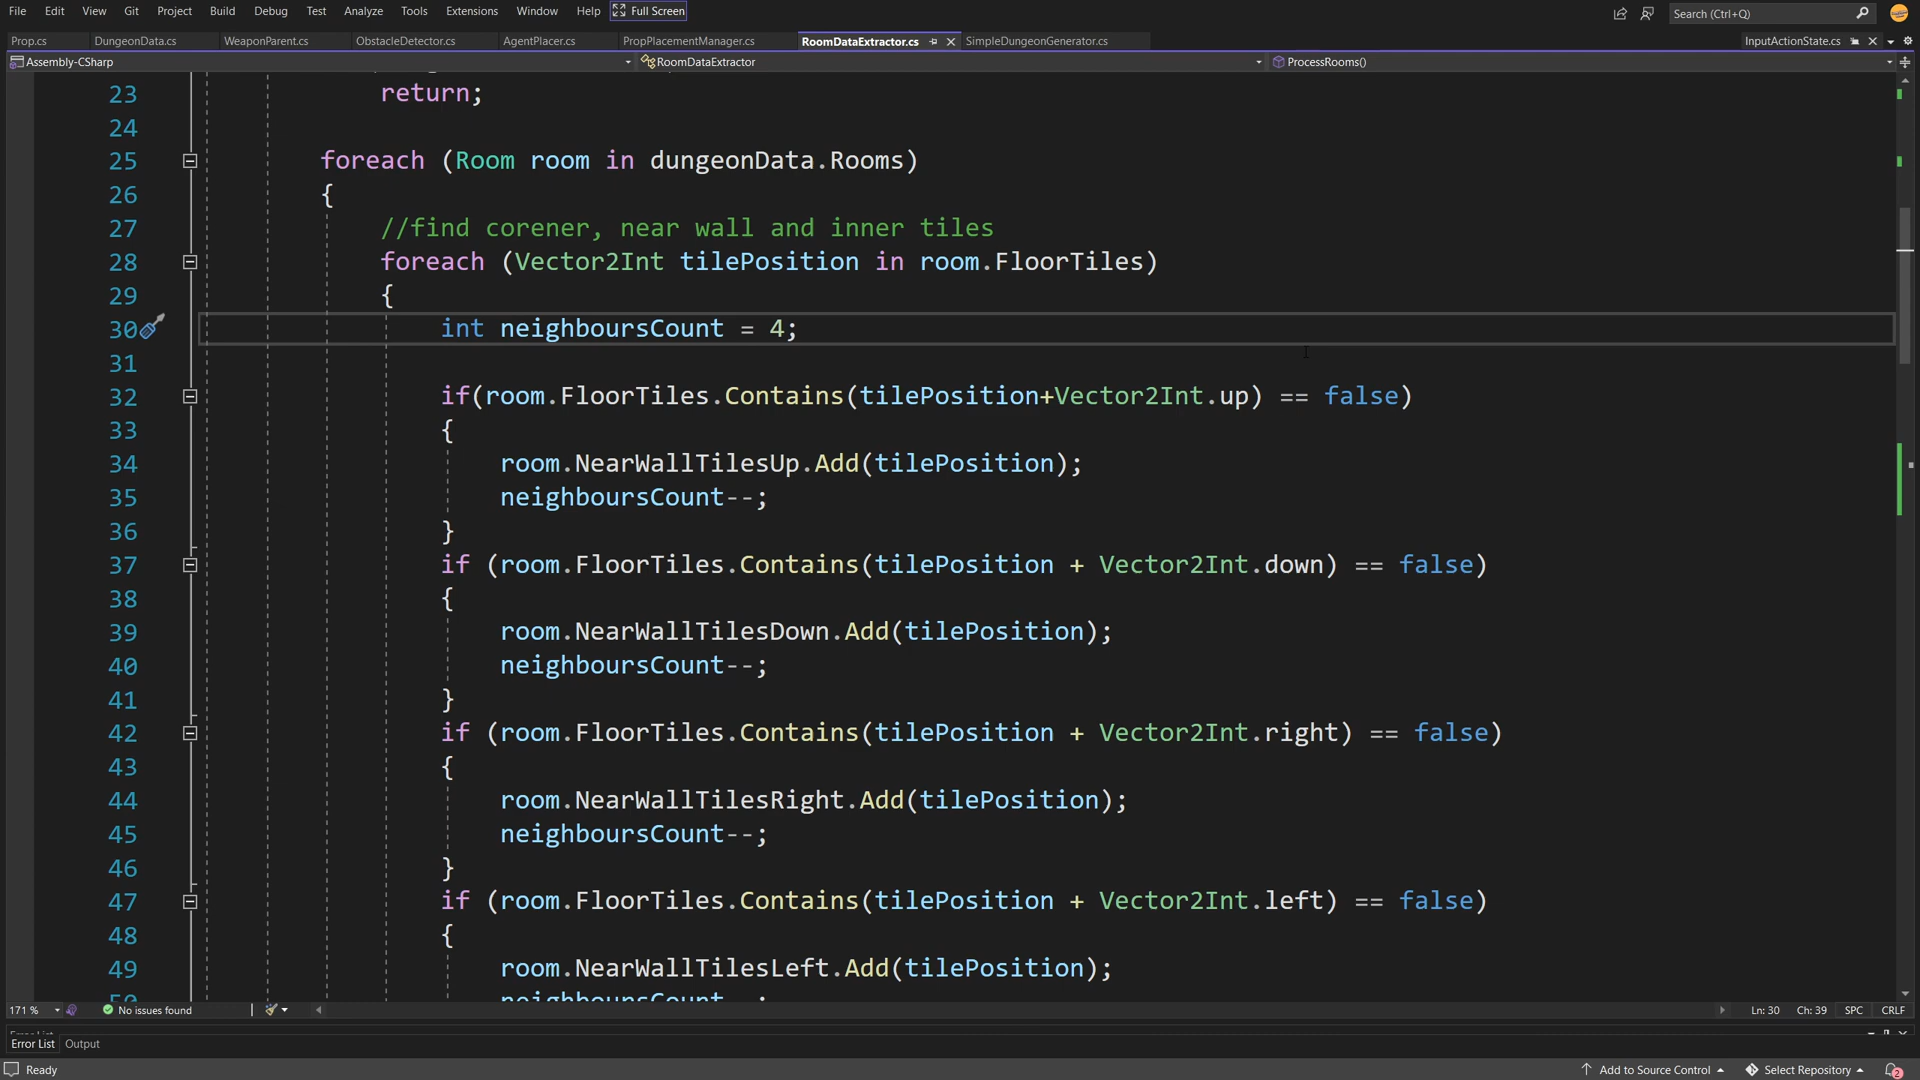 File Edit View Git Project Build Debug Test Analyze Tools Extensions Window Help Full Screen Search (Ctrl+Q)
Prop.cs DungeonData.cs WeaponParent.cs ObstacleDetector.cs AgentPlacer.cs PropPlacementManager.cs RoomDataExtractor.cs SimpleDungeonGenerator.cs InputActionState.cs
Assembly-CSharp RoomDataExtractor ProcessRooms()
23 return;
24
25 foreach (Room room in dungeonData.Rooms)
26 {
27 //find corener, near wall and inner tiles
28 foreach (Vector2Int tilePosition in room.FloorTiles)
29 {
30 int neighboursCount = 4;
31
32 if(room.FloorTiles.Contains(tilePosition+Vector2Int.up) == false)
33 {
34 room.NearWallTilesUp.Add(tilePosition);
35 neighboursCount--;
36 }
37 if (room.FloorTiles.Contains(tilePosition + Vector2Int.down) == false)
38 {
39 room.NearWallTilesDown.Add(tilePosition);
40 neighboursCount--;
41 }
42 if (room.FloorTiles.Contains(tilePosition + Vector2Int.right) == false)
43 {
44 room.NearWallTilesRight.Add(tilePosition);
45 neighboursCount--;
46 }
47 if (room.FloorTiles.Contains(tilePosition + Vector2Int.left) == false)
48 {
49 room.NearWallTilesLeft.Add(tilePosition);
50 neighboursCount--;
171 % No issues found Ln: 30 Ch: 39 SPC CRLF
Error List
Error List Output
Ready Add to Source Control Select Repository 2